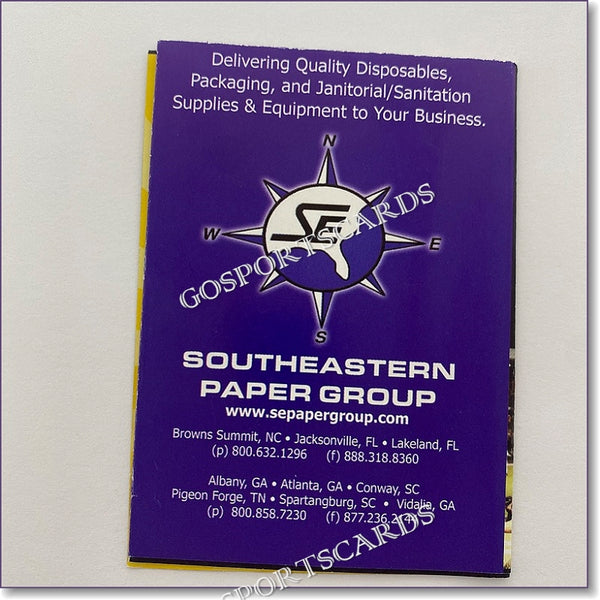 Delivering Quality Disposables,
Packaging, and Janitorial/Sanitation
Supplies & Equipment to Your Business.
N
W
SE
E
S
GOSPORTSCARDS
SOUTHEASTERN
PAPER GROUP
www.sepapergroup.com
Browns Summit, NC • Jacksonville, FL • Lakeland, FL
(p) 800.632.1296 (f) 888.318.8360
Albany, GA • Atlanta, GA • Conway, SC
Pigeon Forge, TN • Spartanburg, SC • Vidalia, GA
(p) 800.858.7230 (f)
GOSPORTSCARDS